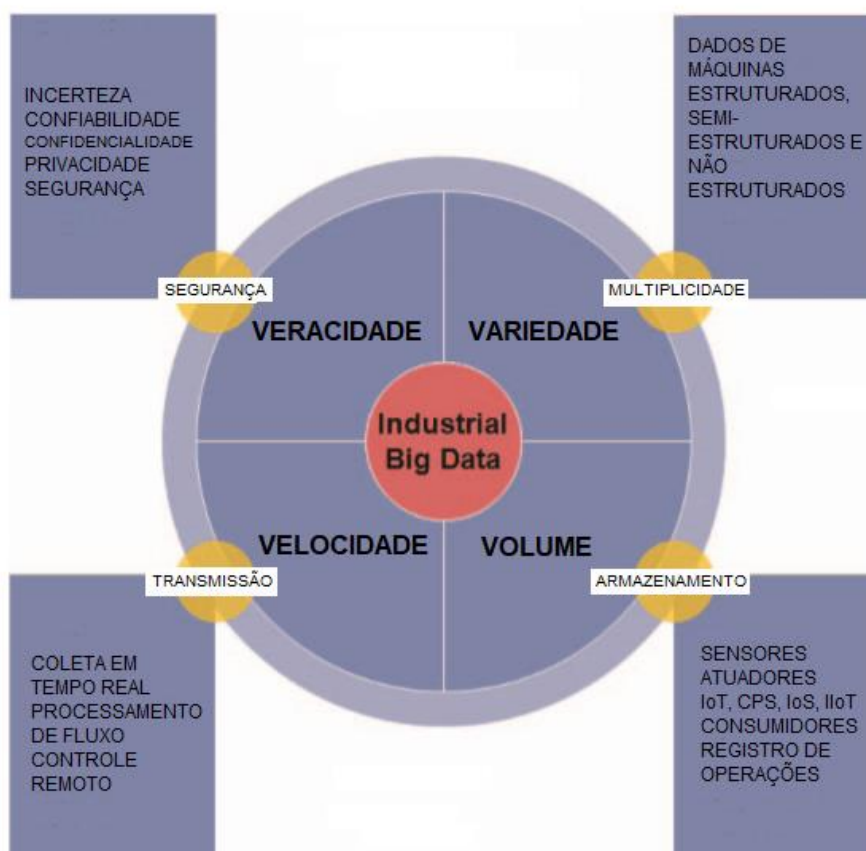 INCERTEZA
CONFIABILIDADE
CONFIDENCIALIDADE
PRIVACIDADE
SEGURANÇA
DADOS DE
MÁQUINAS
ESTRUTURADOS,
SEMI-
ESTRUTURADOS E
NÃO
ESTRUTURADOS
SEGURANÇA
MULTIPLICIDADE
VERACIDADE
VARIEDADE
Industrial
Big Data
VELOCIDADE
VOLUME
TRANSMISSÃO
ARMAZENAMENTO
COLETA EM
TEMPO REAL
PROCESSAMENTO
DE FLUXO
CONTROLE
REMOTO
SENSORES
ATUADORES
IoT, CPS, IoS, IIoT
CONSUMIDORES
REGISTRO DE
OPERAÇÕES